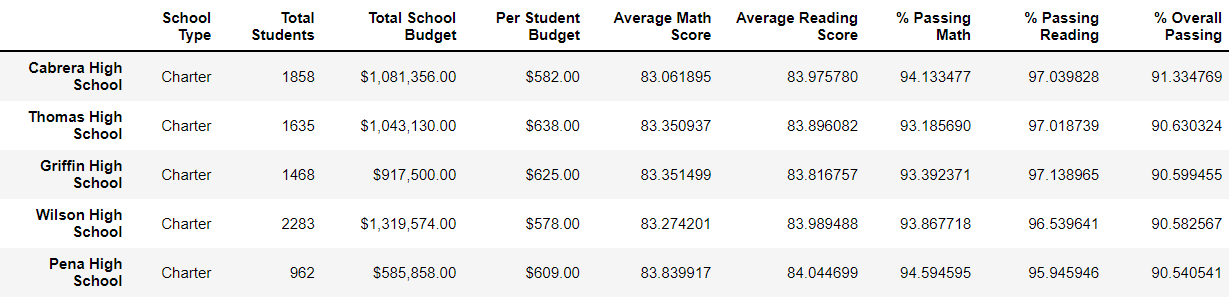 School Type Total Students Total School Budget Per Student Budget Average Math Score Average Reading Score % Passing Math % Passing Reading % Overall Passing
Cabrera High School Charter 1858 $1,081,356.00 $582.00 83.061895 83.975780 94.133477 97.039828 91.334769
Thomas High School Charter 1635 $1,043,130.00 $638.00 83.350937 83.896082 93.185690 97.018739 90.630324
Griffin High School Charter 1468 $917,500.00 $625.00 83.351499 83.816757 93.392371 97.138965 90.599455
Wilson High School Charter 2283 $1,319,574.00 $578.00 83.274201 83.989488 93.867718 96.539641 90.582567
Pena High School Charter 962 $585,858.00 $609.00 83.839917 84.044699 94.594595 95.945946 90.540541